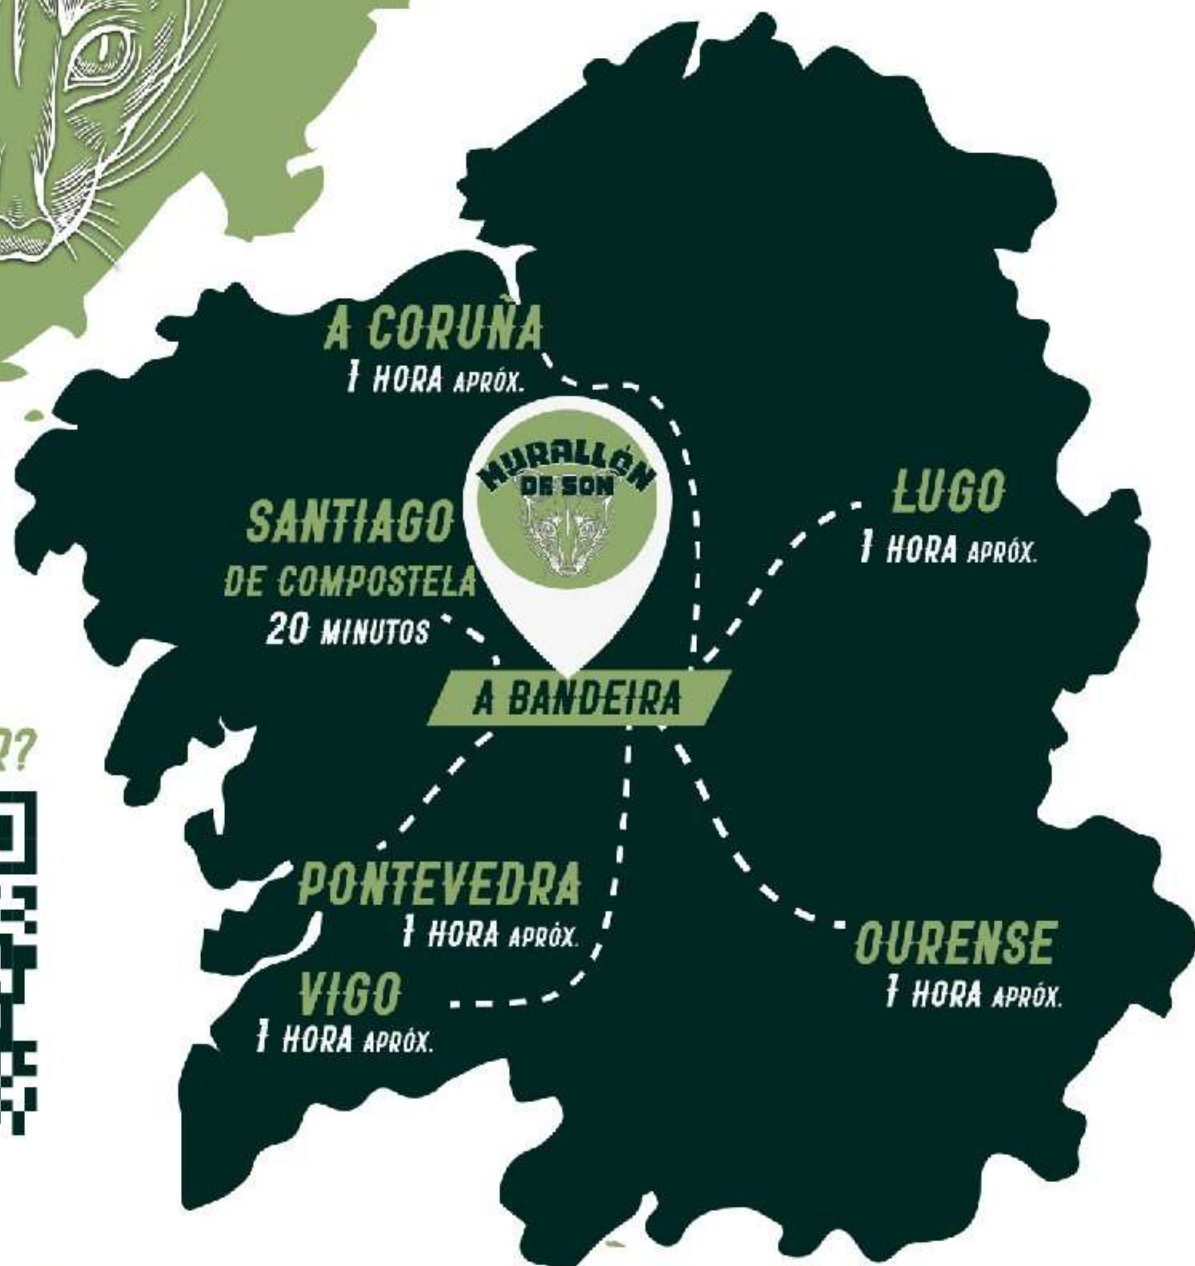 A CORUÑA
1 HORA APRÓX.
MURALLÓN
DE SON
SANTIAGO
DE COMPOSTELA
20 MINUTOS
LUGO
1 HORA APRÓX.
A BANDEIRA
R?
PONTEVEDRA
1 HORA APRÓX.
VIGO
1 HORA APRÓX.
OURENSE
1 HORA APRÓX.